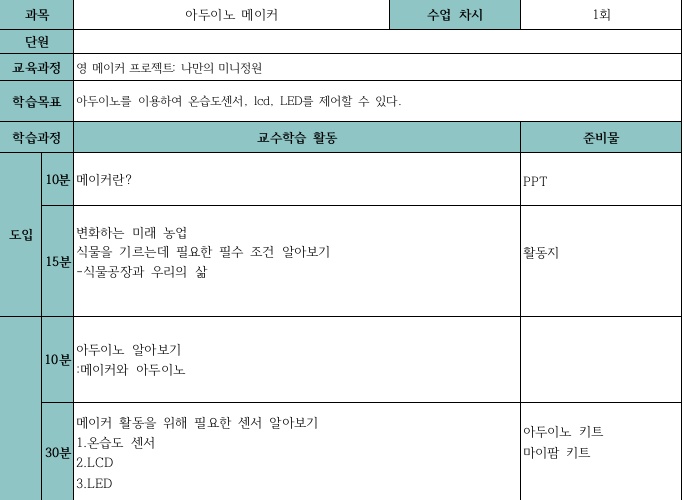 과목 아두이노 메이커 수업 차시 1회
단원
교육과정 영 메이커 프로젝트: 나만의 미니정원
학습목표 아두이노를 이용하여 온습도센서, lcd, LED를 제어할 수 있다.
학습과정 교수학습 활동 준비물
도입
10분 메이커란? PPT
15분
변화하는 미래 농업
식물을 기르는데 필요한 필수 조건 알아보기
-식물공장과 우리의 삶
활동지
10분
아두이노 알아보기
:메이커와 아두이노
30분
메이커 활동을 위해 필요한 센서 알아보기
1.온습도 센서
2.LCD
3.LED
아두이노 키트
마이팜 키트